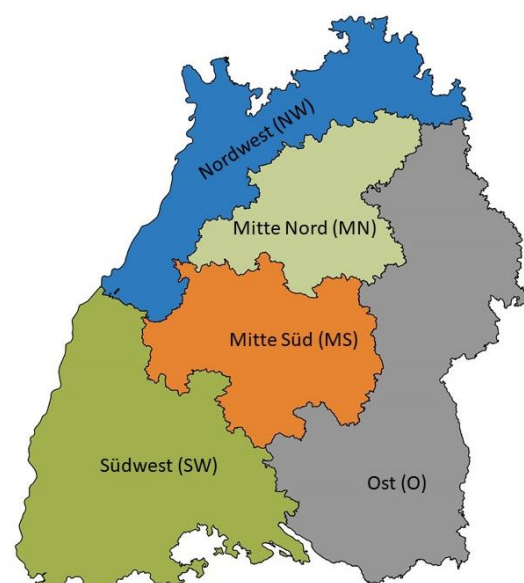 Nordwest (NW)
Mitte Nord (MN)
Mitte Süd (MS)
Südwest (SW)
Ost (O)